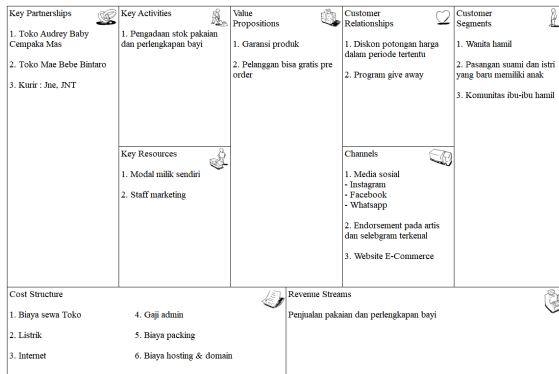 Key Partnerships
1. Toko Audrey Baby
Cempaka Mas
2. Toko Mae Bebe Bintaro
3. Kurir : Jne, JNT
Key Activities
1. Pengadaan stok pakaian
dan perlengkapan bayi
Key Resources
1. Modal milik sendiri
2. Staff marketing
Value
Propositions
1. Garansi produk
2. Pelanggan bisa gratis pre
order
Customer
Relationships
1. Diskon potongan harga
dalam periode tertentu
2. Program give away
Channels
1. Media sosial
- Instagram
- Facebook
- Whatsapp
2. Endorsement pada artis
dan selebgram terkenal
3. Website E-Commerce
Customer
Segments
1. Wanita hamil
2. Pasangan suami dan istri
yang baru memiliki anak
3. Komunitas ibu-ibu hamil
Cost Structure
1. Biaya sewa Toko
2. Listrik
3. Internet
4. Gaji admin
5. Biaya packing
6. Biaya hosting & domain
Revenue Streams
Penjualan pakaian dan perlengkapan bayi